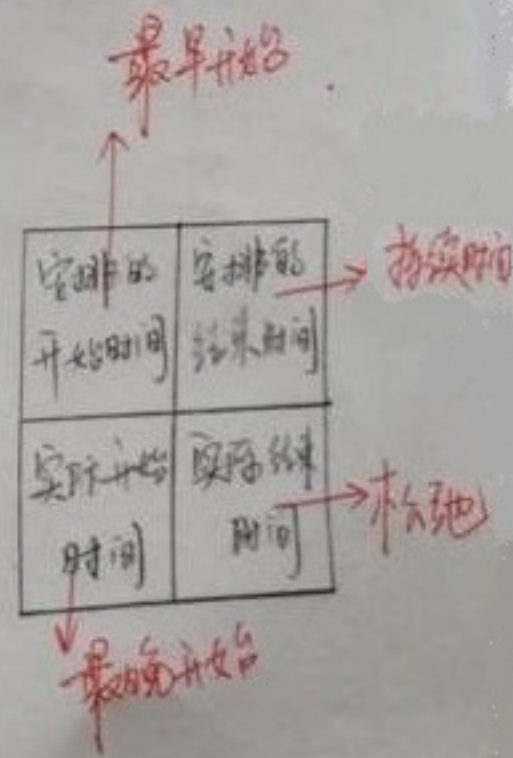 最早开始
安排的
开始时间
安排的
结束时间
持续时间
实际开始
时间
实际结束
时间
松弛
最晚开始